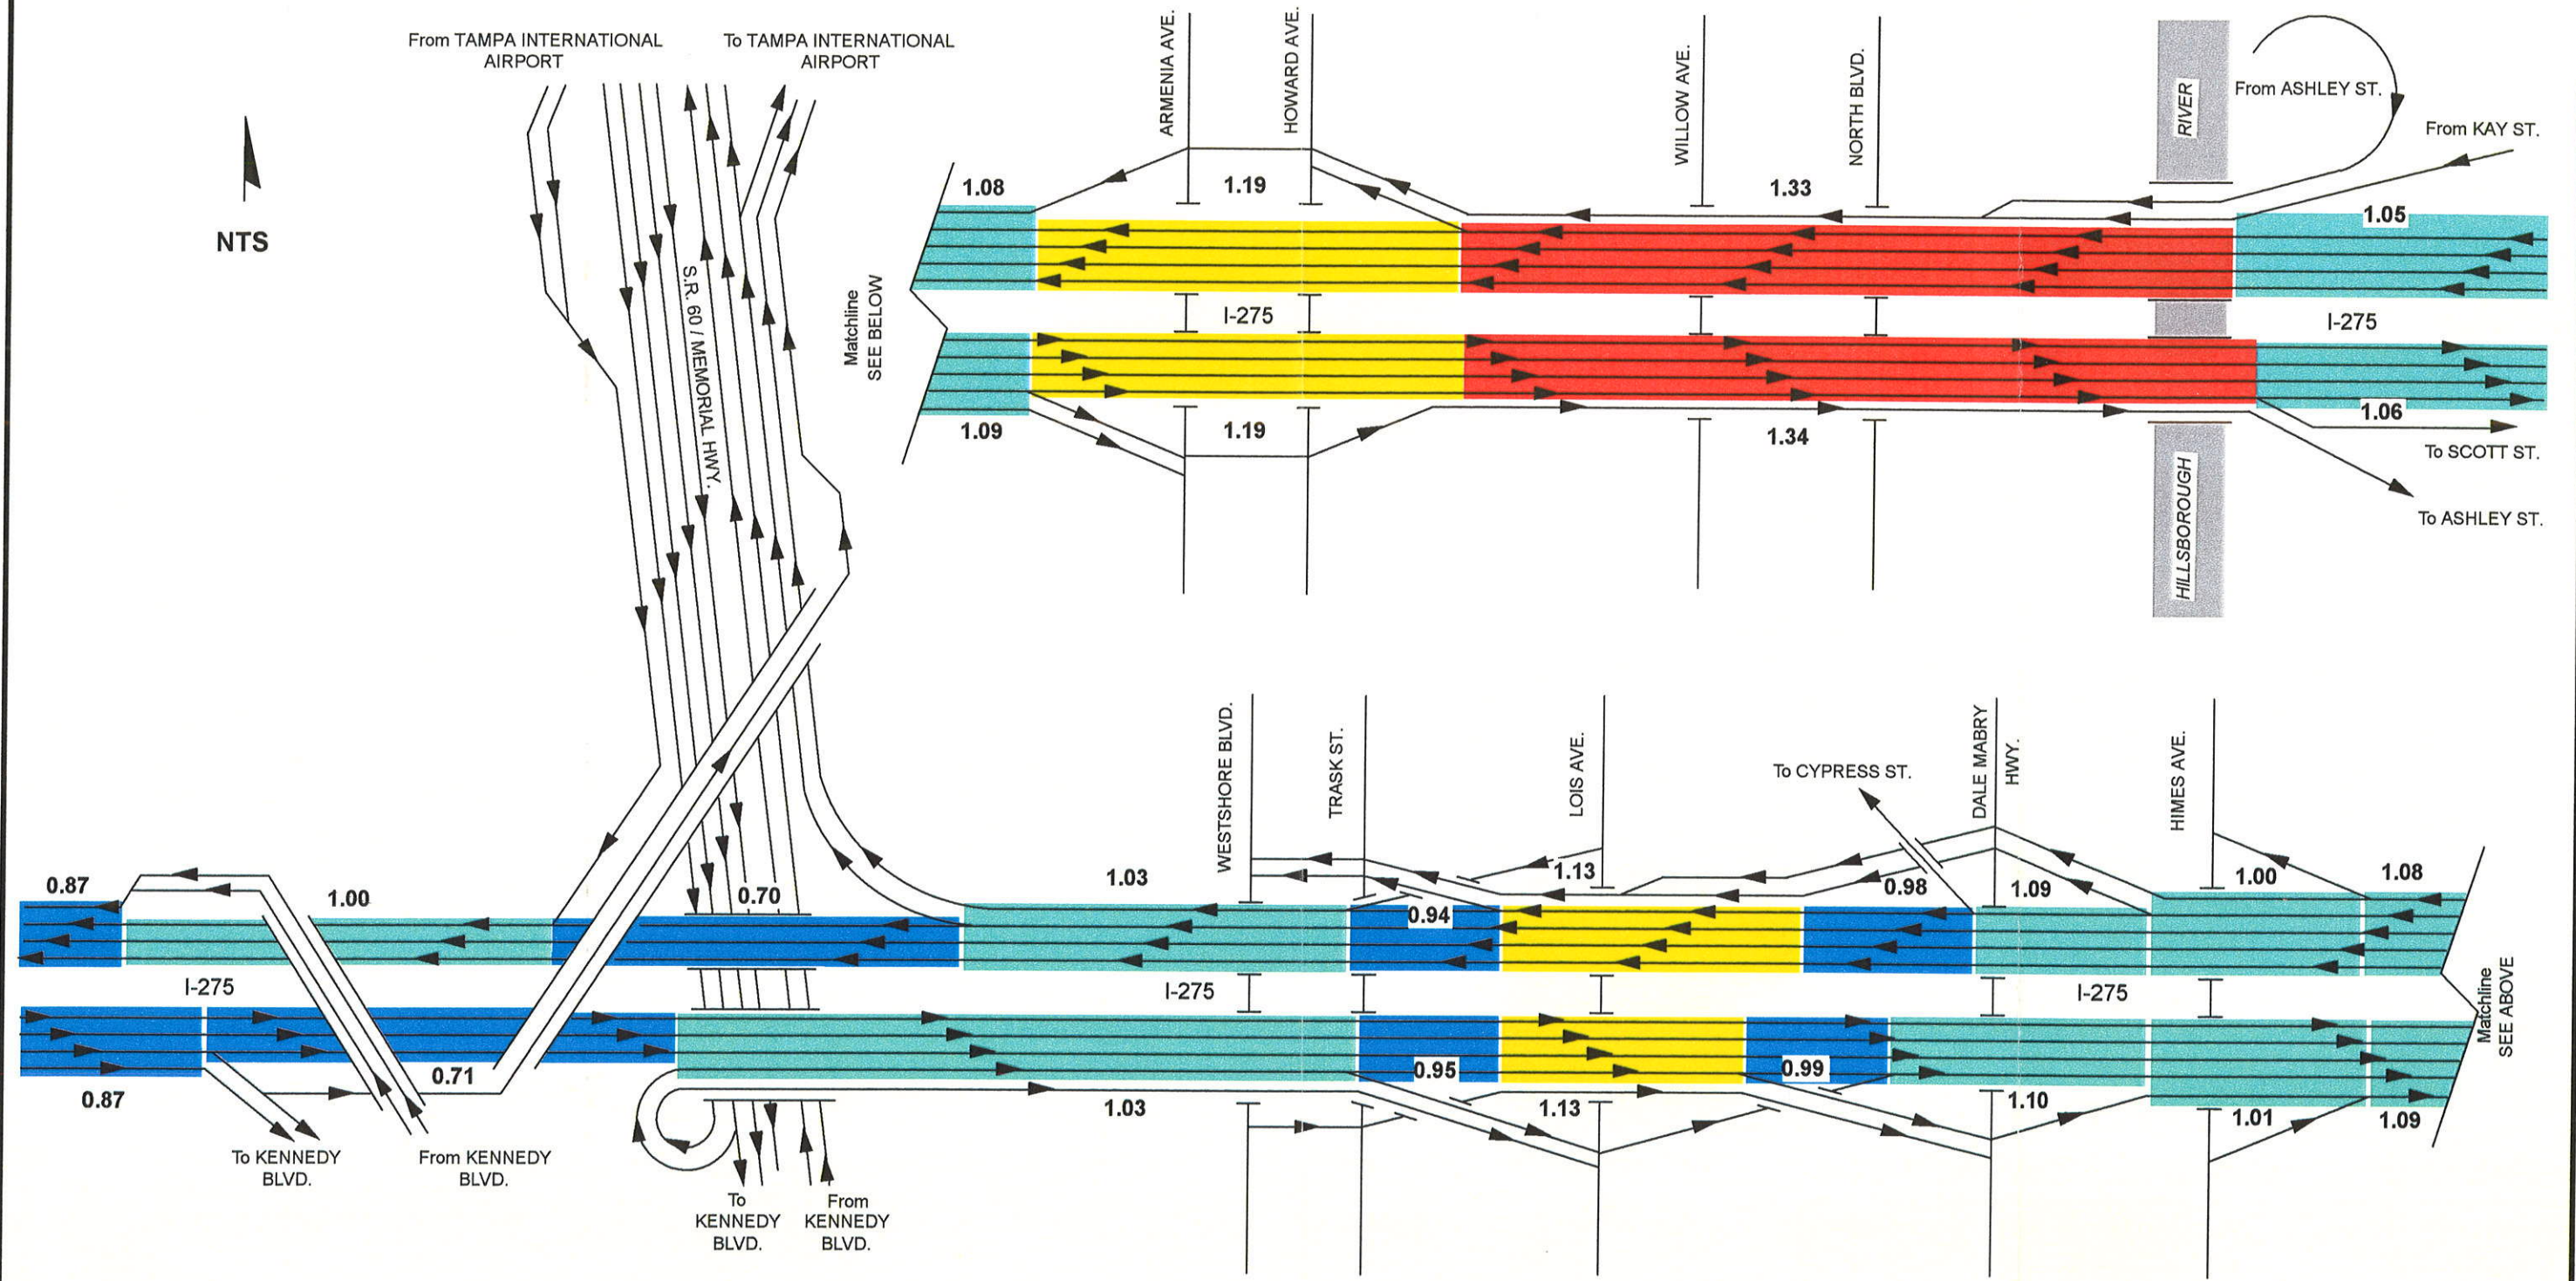 From TAMPA INTERNATIONAL
AIRPORT
To TAMPA INTERNATIONAL
AIRPORT
NTS
S.R. 60 / MEMORIAL HWY.
ARMENIA AVE.
HOWARD AVE.
WILLOW AVE.
NORTH BLVD.
RIVER
From ASHLEY ST.
From KAY ST.
1.08
1.19
1.33
1.05
Matchline
SEE BELOW
I-275
I-275
1.09
1.19
1.34
1.06
To SCOTT ST.
To ASHLEY ST.
HILLSBOROUGH
WESTSHORE BLVD.
TRASK ST.
LOIS AVE.
To CYPRESS ST.
DALE MABRY
HWY.
HIMES AVE.
0.87
1.00
0.70
1.03
0.94
1.13
0.98
1.09
1.00
1.08
I-275
I-275
I-275
Matchline
SEE ABOVE
0.87
0.71
1.03
0.95
1.13
0.99
1.10
1.01
1.09
To KENNEDY
BLVD.
From KENNEDY
BLVD.
To
KENNEDY
BLVD.
From
KENNEDY
BLVD.